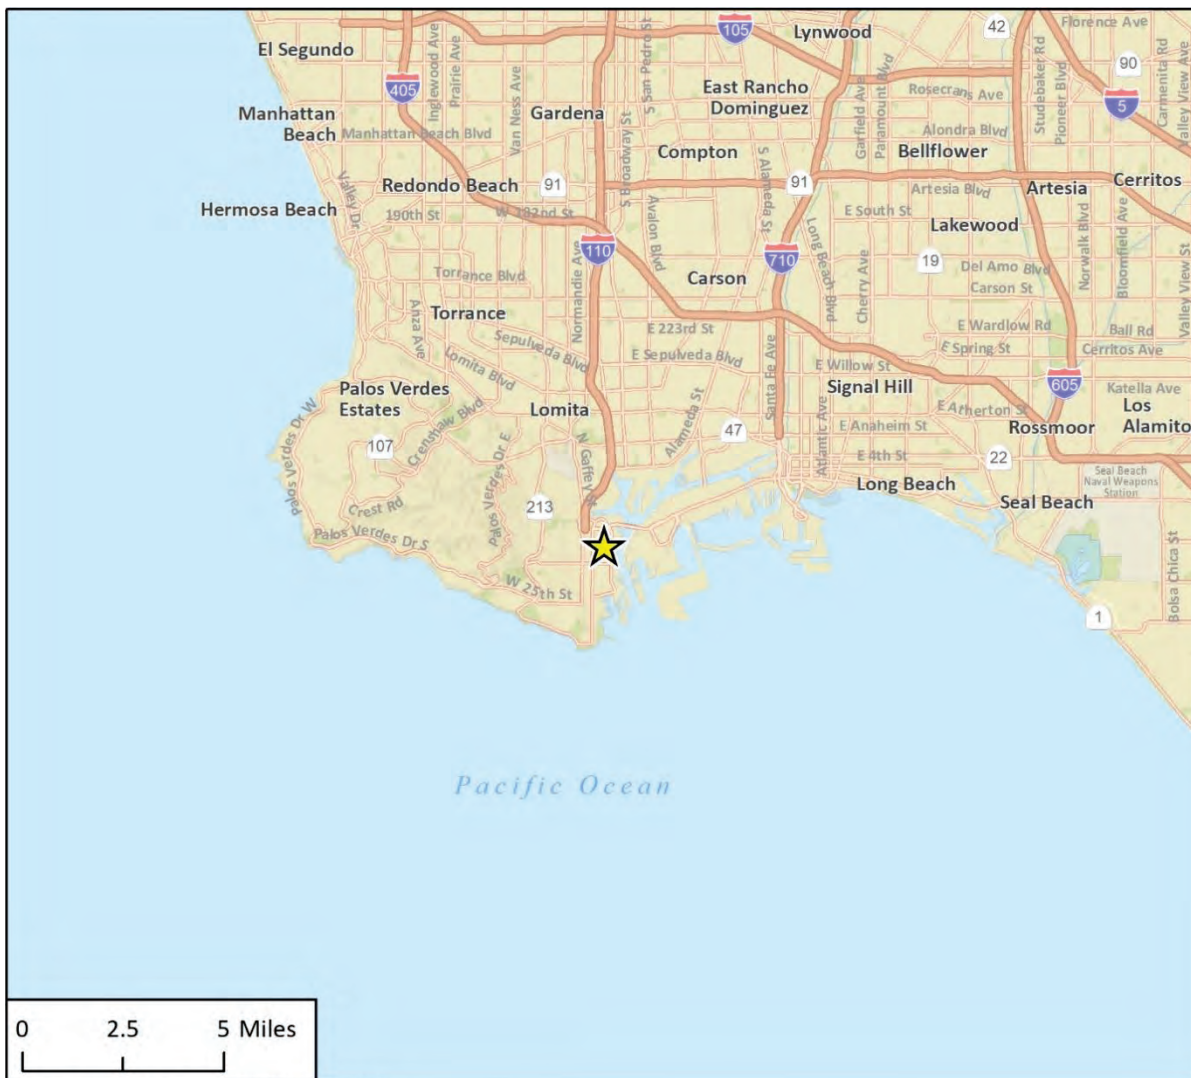 El Segundo
405
Inglewood Ave
Prairie Ave
Van Ness Ave
S San Pedro St
105
Lynwood
42
Florence Ave
90
5
Studebaker Rd
Pioneer Blvd
Carmenita Rd
Valley View Ave
Manhattan
Beach
Manhattan Beach Blvd
Gardena
S Broadway St
East Rancho
Dominguez
Garfield Ave
Paramount Blvd
Rosecrans Ave
Alondra Blvd
Compton
Bellflower
S Alameda St
Redondo Beach
91
91
Artesia Blvd
Artesia
Cerritos
Hermosa Beach
Valley Dr
190th St
W 182nd St
Avalon Blvd
E South St
Lakewood
110
710
Long Beach Blvd
Cherry Ave
19
Del Amo Blvd
Norwalk Blvd
Bloomfield Ave
Valley View St
Torrance Blvd
Normandie Ave
Carson
Carson St
Torrance
Anza Ave
Sepulveda Blvd
E 223rd St
E Sepulveda Blvd
E Wardlow Rd
Ball Rd
E Spring St
Cerritos Ave
Lomita Blvd
Santa Fe Ave
E Willow St
Palos Verdes
Estates
Lomita
Signal Hill
605
Katella Ave
Los
Alamito
Palos Verdes Dr W
107
Crenshaw Blvd
Palos Verdes Dr E
N Gaffey St
Alameda St
47
Atlantic Ave
E Atherton St
E Anaheim St
Rossmoor
E 4th St
22
Long Beach
Seal Beach
Naval Weapons
Station
Seal Beach
Crest Rd
213
Palos Verdes Dr S
W 25th St
Bolsa Chica St
1
Pacific Ocean
0 2.5 5 Miles